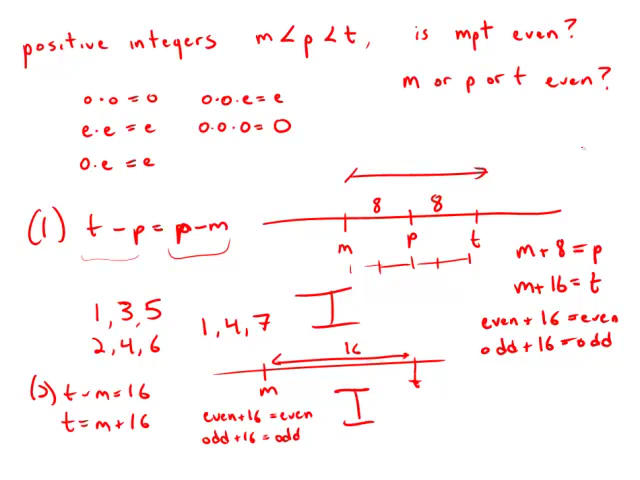 positive integers m < p < t, is mpt even?
m or p or t even?
o·o = o o·o·e = e
e·e = e o·o·o = O
o·e = e
(1) t - p = p - m
8 8
m p t
m + 8 = p
m + 16 = t
even + 16 = even
odd + 16 = odd
1, 3, 5 1, 4, 7 I
2, 4, 6
(2) t - m = 16
t = m + 16
16
m t
even + 16 = even I
odd + 16 = odd